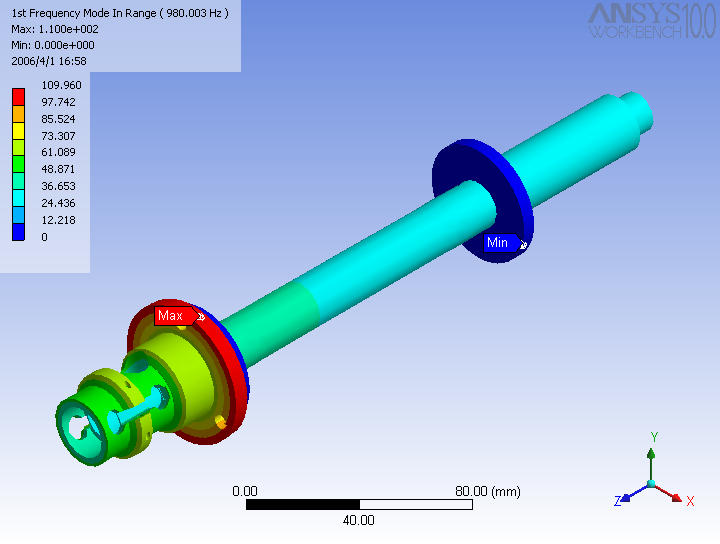 1st Frequency Mode In Range ( 980.003 Hz )
Max: 1.100e+002
Min: 0.000e+000
2006/4/1 16:58
ANSYS 10.0
WORKBENCH
109.960
97.742
85.524
73.307
61.089
48.871
36.653
24.436
12.218
0
Min
Max
0.00 80.00 (mm)
40.00
Y
Z X